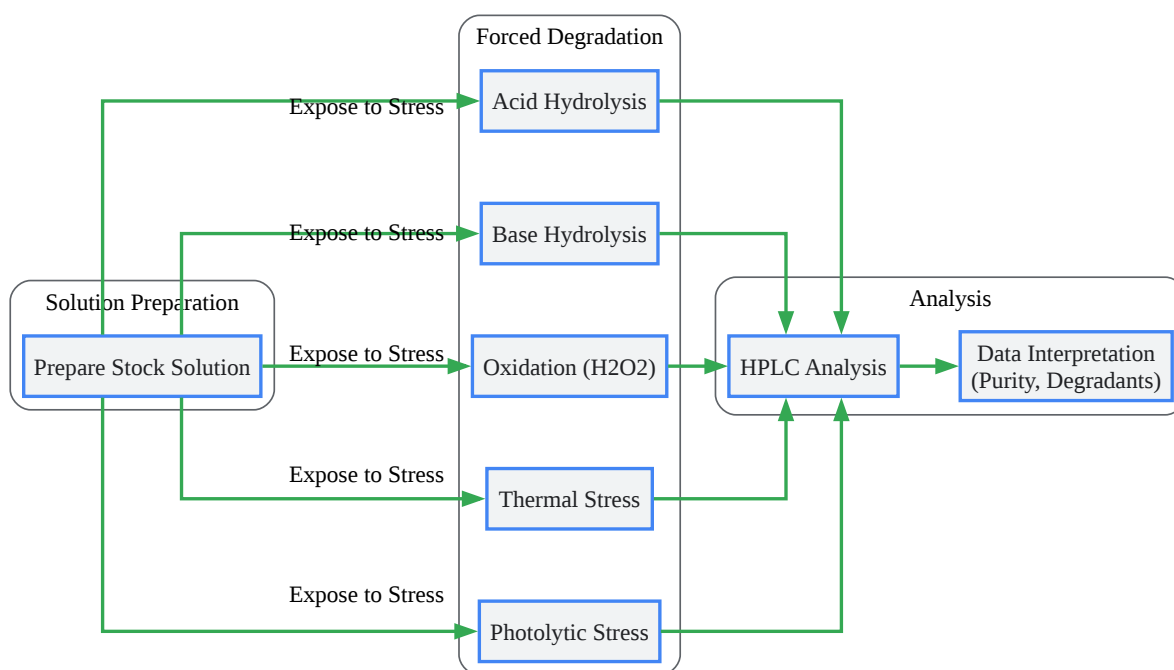 Forced Degradation
Expose to Stress
Acid Hydrolysis
Expose to Stress
Base Hydrolysis
Solution Preparation
Analysis
Prepare Stock Solution
Expose to Stress
Oxidation (H2O2)
HPLC Analysis
Data Interpretation
(Purity, Degradants)
Expose to Stress
Thermal Stress
Expose to Stress
Photolytic Stress